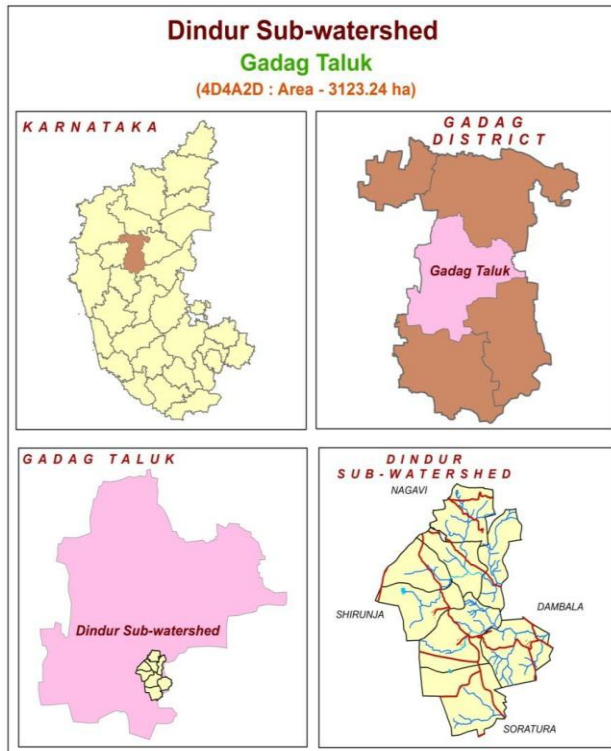 Dindur Sub-watershed
Gadag Taluk
(4D4A2D : Area - 3123.24 ha)
KARNATAKA
GADAG
DISTRICT
Gadag Taluk
GADAG TALUK
Dindur Sub-watershed
DINDUR
SUB-WATERSHED
NAGAVI
SHIRUNJA
DAMBALA
SORATURA